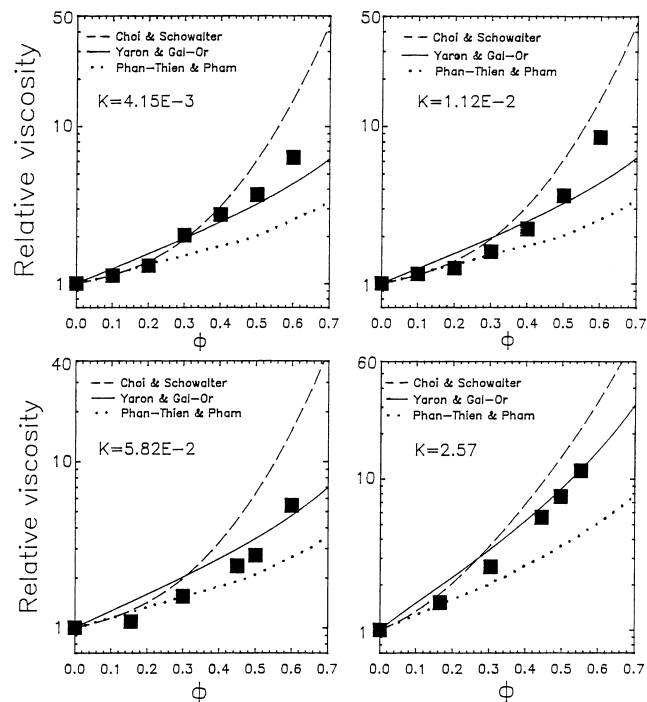 50
Choi & Schowalter
Yaron & Gal-Or
Phan-Thien & Pham
K=4.15E-3
10
1
Relative viscosity
0.0 0.1 0.2 0.3 0.4 0.5 0.6 0.7
ϕ
50
Choi & Schowalter
Yaron & Gal-Or
Phan-Thien & Pham
K=1.12E-2
10
1
0.0 0.1 0.2 0.3 0.4 0.5 0.6 0.7
ϕ
40
Choi & Schowalter
Yaron & Gal-Or
Phan-Thien & Pham
K=5.82E-2
10
1
Relative viscosity
0.0 0.1 0.2 0.3 0.4 0.5 0.6 0.7
ϕ
60
Choi & Schowalter
Yaron & Gal-Or
Phan-Thien & Pham
K=2.57
10
1
0.0 0.1 0.2 0.3 0.4 0.5 0.6 0.7
ϕ